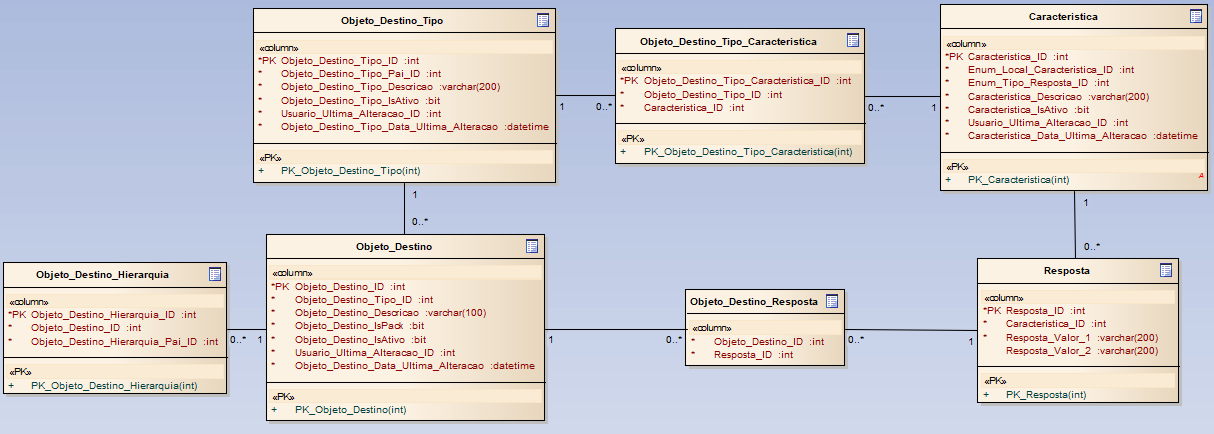 Objeto_Destino_Tipo
«column»
*PK Objeto_Destino_Tipo_ID :int
* Objeto_Destino_Tipo_Pai_ID :int
* Objeto_Destino_Tipo_Descricao :varchar(200)
* Objeto_Destino_Tipo_IsAtivo :bit
* Usuario_Ultima_Alteracao_ID :int
* Objeto_Destino_Tipo_Data_Ultima_Alteracao :datetime
«PK»
+ PK_Objeto_Destino_Tipo(int)
1
0..*
Objeto_Destino_Tipo_Caracteristica
«column»
*PK Objeto_Destino_Tipo_Caracteristica_ID :int
* Objeto_Destino_Tipo_ID :int
* Caracteristica_ID :int
«PK»
+ PK_Objeto_Destino_Tipo_Caracteristica(int)
0..*
1
Caracteristica
«column»
*PK Caracteristica_ID :int
* Enum_Local_Caracteristica_ID :int
* Enum_Tipo_Resposta_ID :int
* Caracteristica_Descricao :varchar(200)
* Caracteristica_IsAtivo :bit
* Usuario_Ultima_Alteracao_ID :int
* Caracteristica_Data_Ultima_Alteracao :datetime
«PK»
+ PK_Caracteristica(int)
A
1
0..*
1
0..*
Objeto_Destino_Hierarquia
«column»
*PK Objeto_Destino_Hierarquia_ID :int
* Objeto_Destino_ID :int
* Objeto_Destino_Hierarquia_Pai_ID :int
«PK»
+ PK_Objeto_Destino_Hierarquia(int)
0..*
1
Objeto_Destino
«column»
*PK Objeto_Destino_ID :int
* Objeto_Destino_Tipo_ID :int
* Objeto_Destino_Descricao :varchar(100)
* Objeto_Destino_IsPack :bit
* Objeto_Destino_IsAtivo :bit
* Usuario_Ultima_Alteracao_ID :int
* Objeto_Destino_Data_Ultima_Alteracao :datetime
«PK»
+ PK_Objeto_Destino(int)
1
0..*
Objeto_Destino_Resposta
«column»
* Objeto_Destino_ID :int
* Resposta_ID :int
0..*
1
Resposta
«column»
*PK Resposta_ID :int
* Caracteristica_ID :int
* Resposta_Valor_1 :varchar(200)
Resposta_Valor_2 :varchar(200)
«PK»
+ PK_Resposta(int)